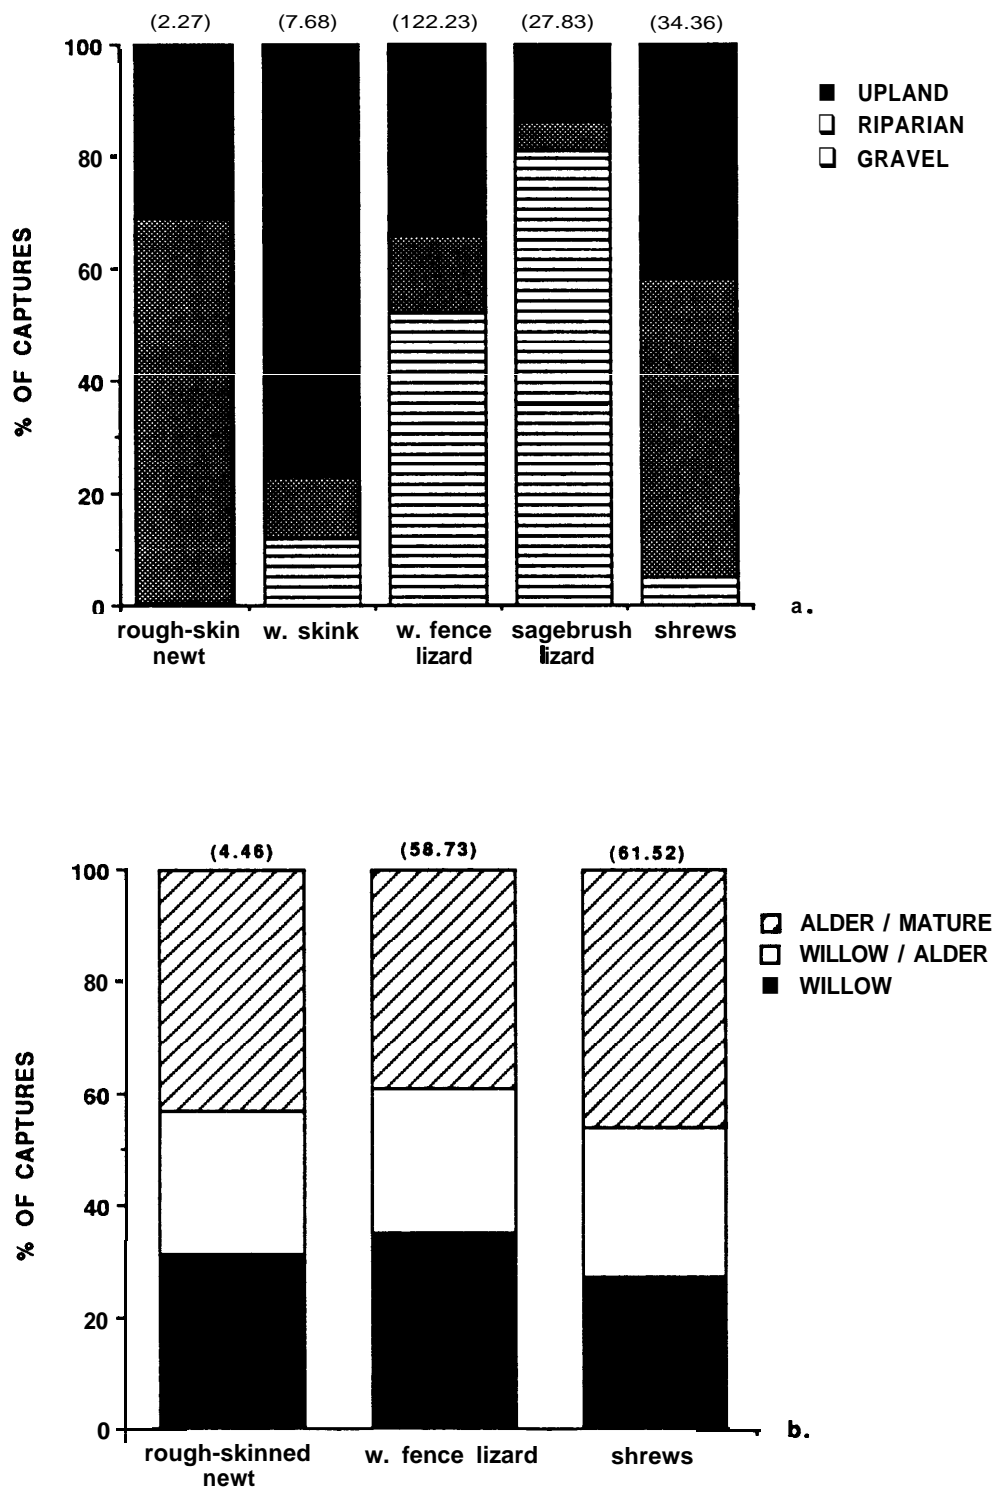 (2.27) (7.68) (122.23) (27.83) (34.36)
100
80
60
40
20
0
% OF CAPTURES
UPLAND
RIPARIAN
GRAVEL
a.
rough-skin newt
w. skink
w. fence lizard
sagebrush lizard
shrews
(4.46) (58.73) (61.52)
100
80
60
40
20
0
% OF CAPTURES
ALDER / MATURE
WILLOW / ALDER
WILLOW
b.
rough-skinned newt
w. fence lizard
shrews